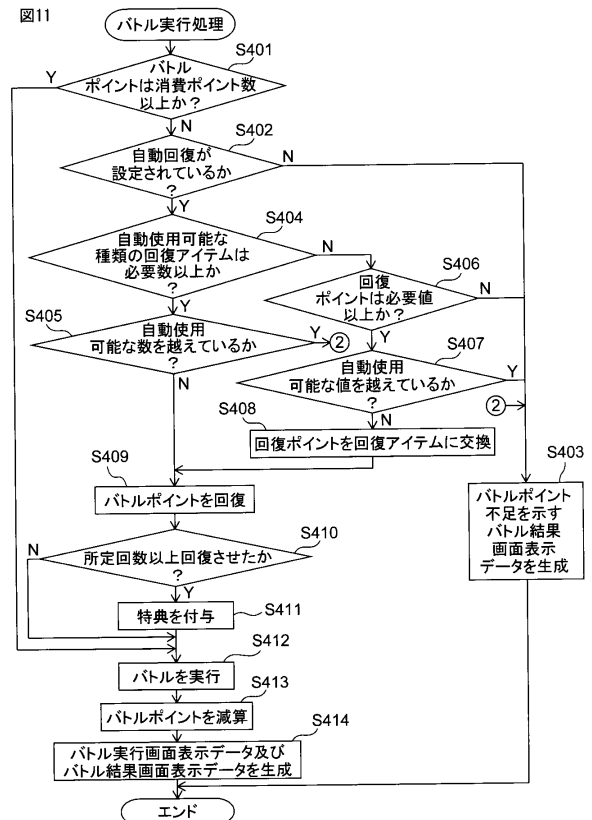 図11
バトル実行処理
S401
バトル
ポイントは消費ポイント数
以上か？
Y
N
S402
自動回復が
設定されているか
？
N
Y
S404
自動使用可能な
種類の回復アイテムは
必要数以上か
？
N
Y
S406
回復
ポイントは必要値
以上か？
N
Y
S405
自動使用
可能な数を越えているか
？
Y
②
N
S407
自動使用
可能な値を越えているか
？
Y
N
②
S408
回復ポイントを回復アイテムに交換
S403
バトルポイント
不足を示す
バトル結果
画面表示
データを生成
S409
バトルポイントを回復
S410
所定回数以上回復させたか
？
N
Y
S411
特典を付与
S412
バトルを実行
S413
バトルポイントを減算
S414
バトル実行画面表示データ及び
バトル結果画面表示データを生成
エンド